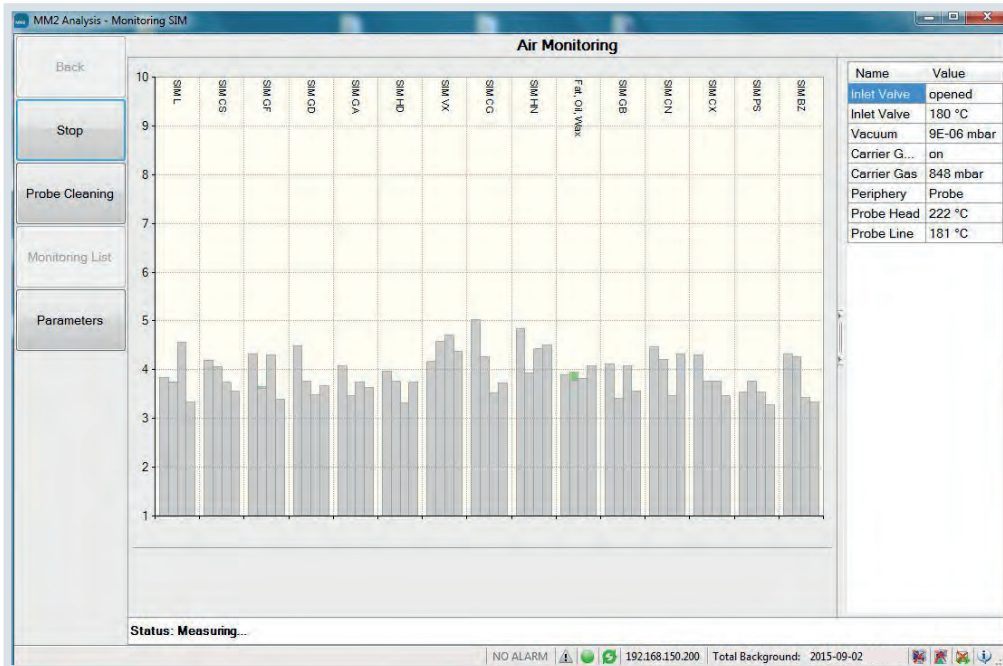 MM2 Analysis - Monitoring SIM
Air Monitoring
Back
Stop
Probe Cleaning
Monitoring List
Parameters
10
9
8
7
6
5
4
3
2
1
SIM L
SIM CS
SIM GF
SIM GD
SIM GA
SIM HD
SIM VX
SIM CG
SIM HN
Fat, Oil, Wax
SIM GB
SIM CN
SIM CX
SIM PS
SIM BZ
Name Value
Inlet Valve opened
Inlet Valve 180 °C
Vacuum 9E-06 mbar
Carrier G... on
Carrier Gas 848 mbar
Periphery Probe
Probe Head 222 °C
Probe Line 181 °C
Status: Measuring...
NO ALARM 192.168.150.200 Total Background: 2015-09-02